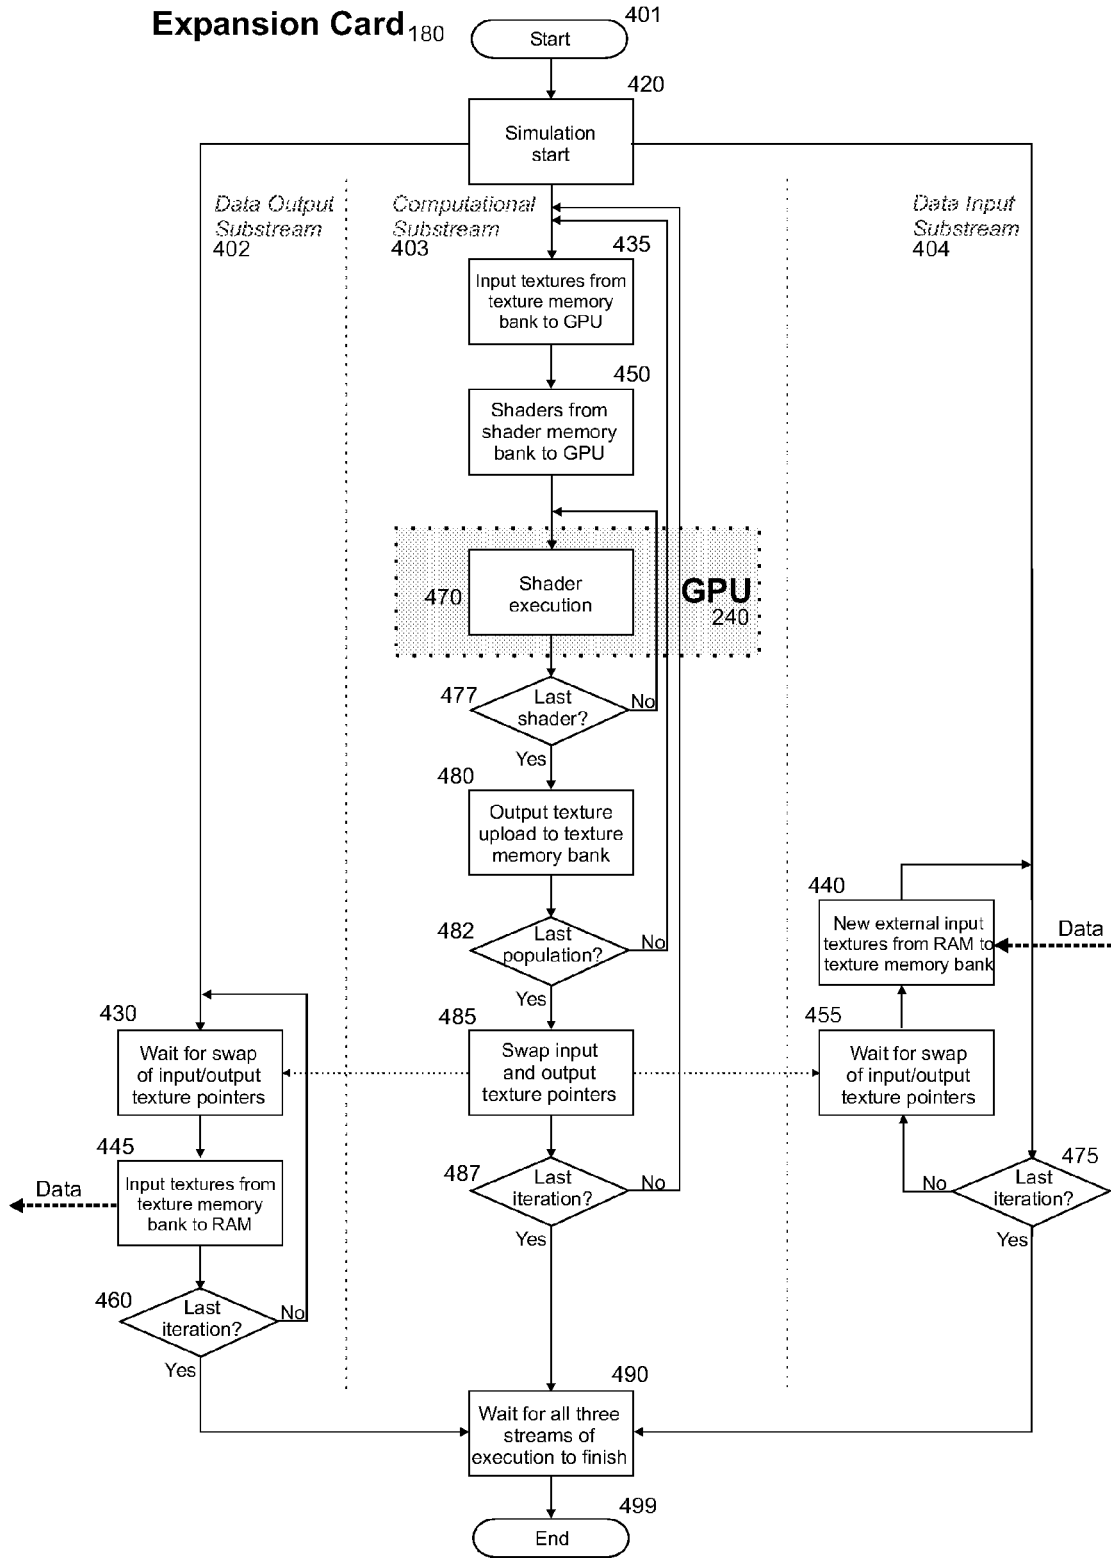 Expansion Card 180
401
Start
420
Simulation
start
Data Output
Substream
402
Computational
Substream
403
Data Input
Substream
404
435
Input textures from
texture memory
bank to GPU
450
Shaders from
shader memory
bank to GPU
470
Shader
execution
GPU
240
477
Last
shader?
No
Yes
480
Output texture
upload to texture
memory bank
482
Last
population?
No
Yes
440
New external input
textures from RAM to
texture memory bank
Data
430
Wait for swap
of input/output
texture pointers
485
Swap input
and output
texture pointers
455
Wait for swap
of input/output
texture pointers
445
Input textures from
texture memory
bank to RAM
Data
487
Last
iteration?
No
Yes
475
Last
iteration?
No
Yes
460
Last
iteration?
No
Yes
490
Wait for all three
streams of
execution to finish
499
End